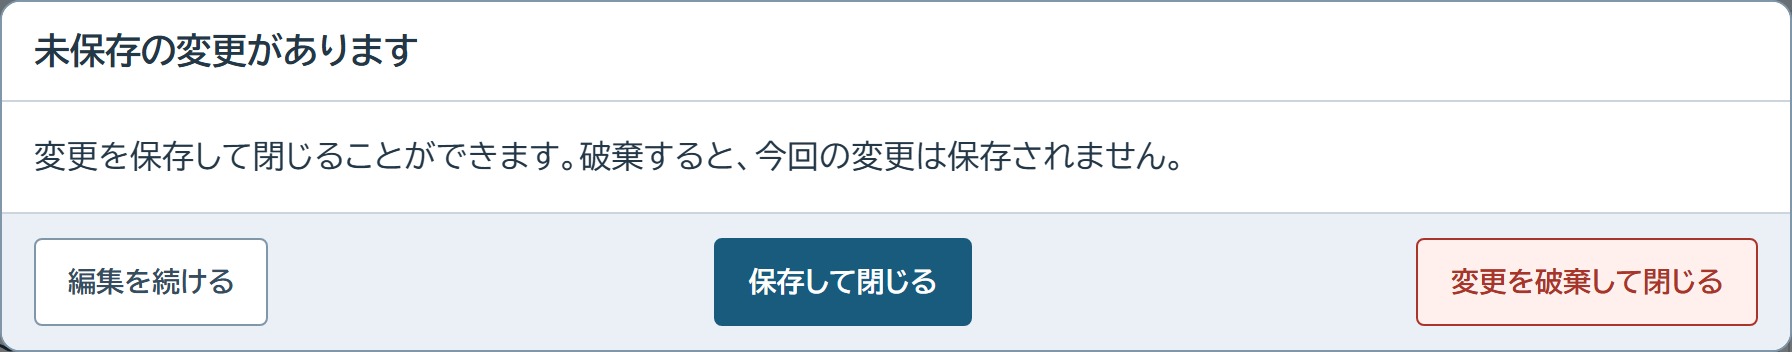 未保存の変更があります
変更を保存して閉じることができます。破棄すると、今回の変更は保存されません。
編集を続ける
保存して閉じる
変更を破棄して閉じる